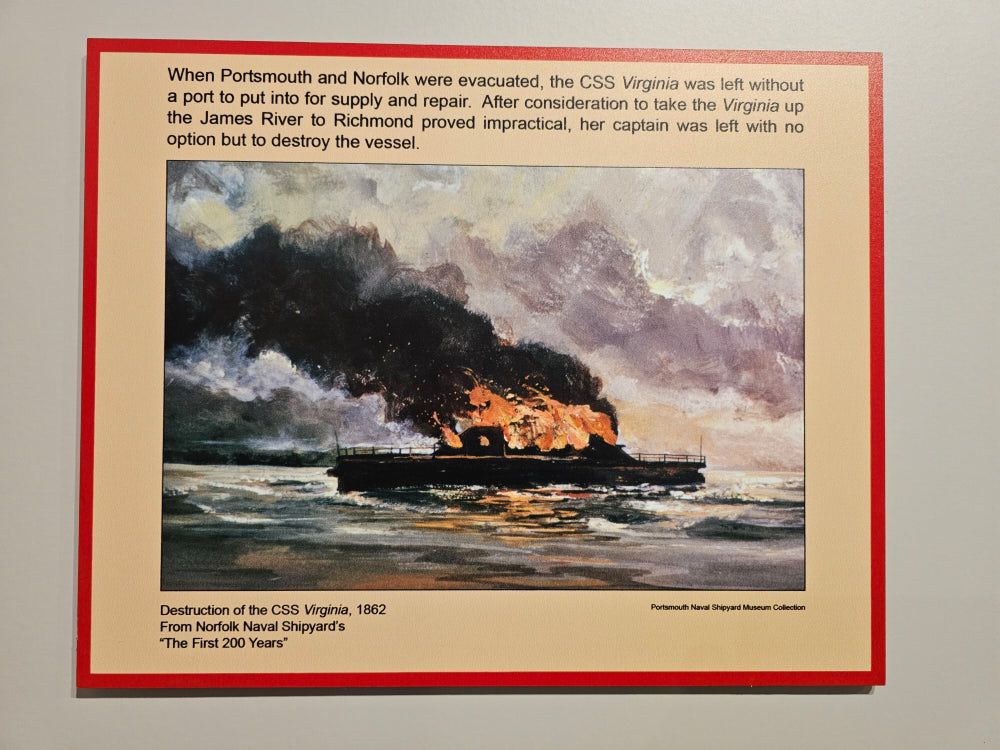 When Portsmouth and Norfolk were evacuated, the CSS Virginia was left without
a port to put into for supply and repair. After consideration to take the Virginia up
the James River to Richmond proved impractical, her captain was left with no
option but to destroy the vessel.
Destruction of the CSS Virginia, 1862
From Norfolk Naval Shipyard's
"The First 200 Years"
Portsmouth Naval Shipyard Museum Collection